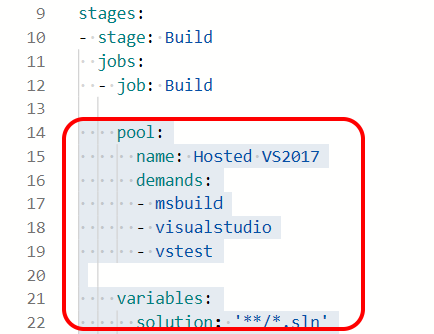 9 stages:
10 - stage: Build
11 jobs:
12 - job: Build
13
14 pool:
15 name: Hosted VS2017
16 demands:
17 - msbuild
18 - visualstudio
19 - vstest
20
21 variables:
22 solution: '**/*.sln'